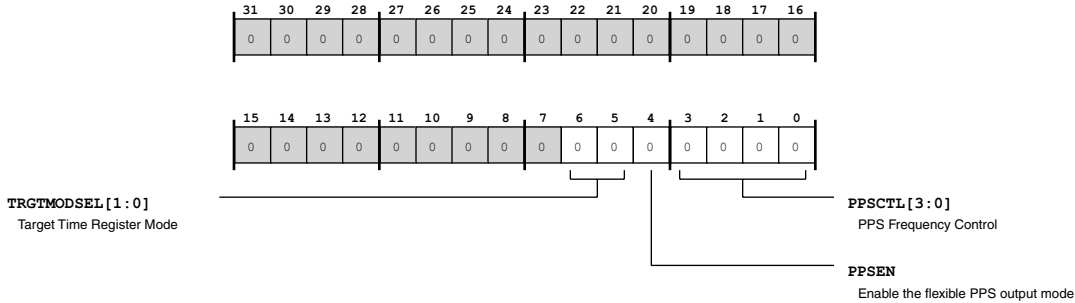 31 30 29 28 27 26 25 24 23 22 21 20 19 18 17 16
0 0 0 0 0 0 0 0 0 0 0 0 0 0 0 0
15 14 13 12 11 10 9 8 7 6 5 4 3 2 1 0
0 0 0 0 0 0 0 0 0 0 0 0 0 0 0 0
TRGTMODSEL[1:0]
Target Time Register Mode
PPSCTL[3:0]
PPS Frequency Control
PPSEN
Enable the flexible PPS output mode